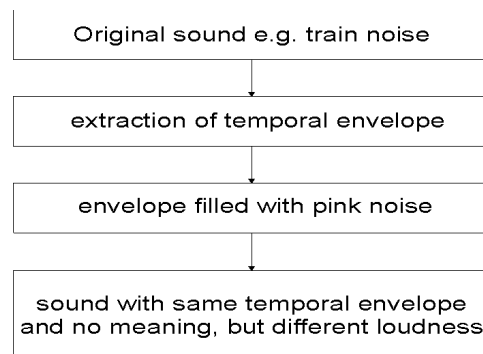 Original sound e.g. train noise
extraction of temporal envelope
envelope filled with pink noise
sound with same temporal envelope
and no meaning, but different loudness